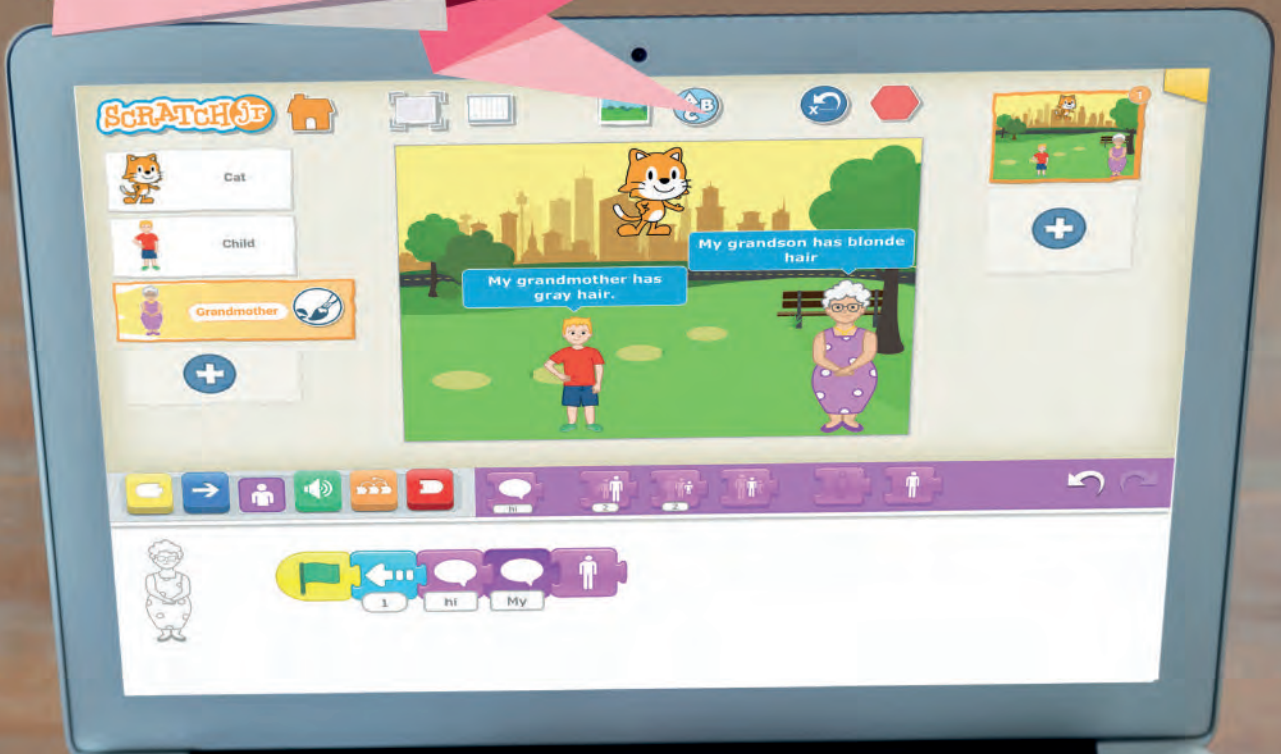 SCRATCH Jr
A B C
x
1
Cat
Child
Grandmother
My grandmother has
gray hair.
My grandson has blonde
hair
hi
2
2
1
hi
My